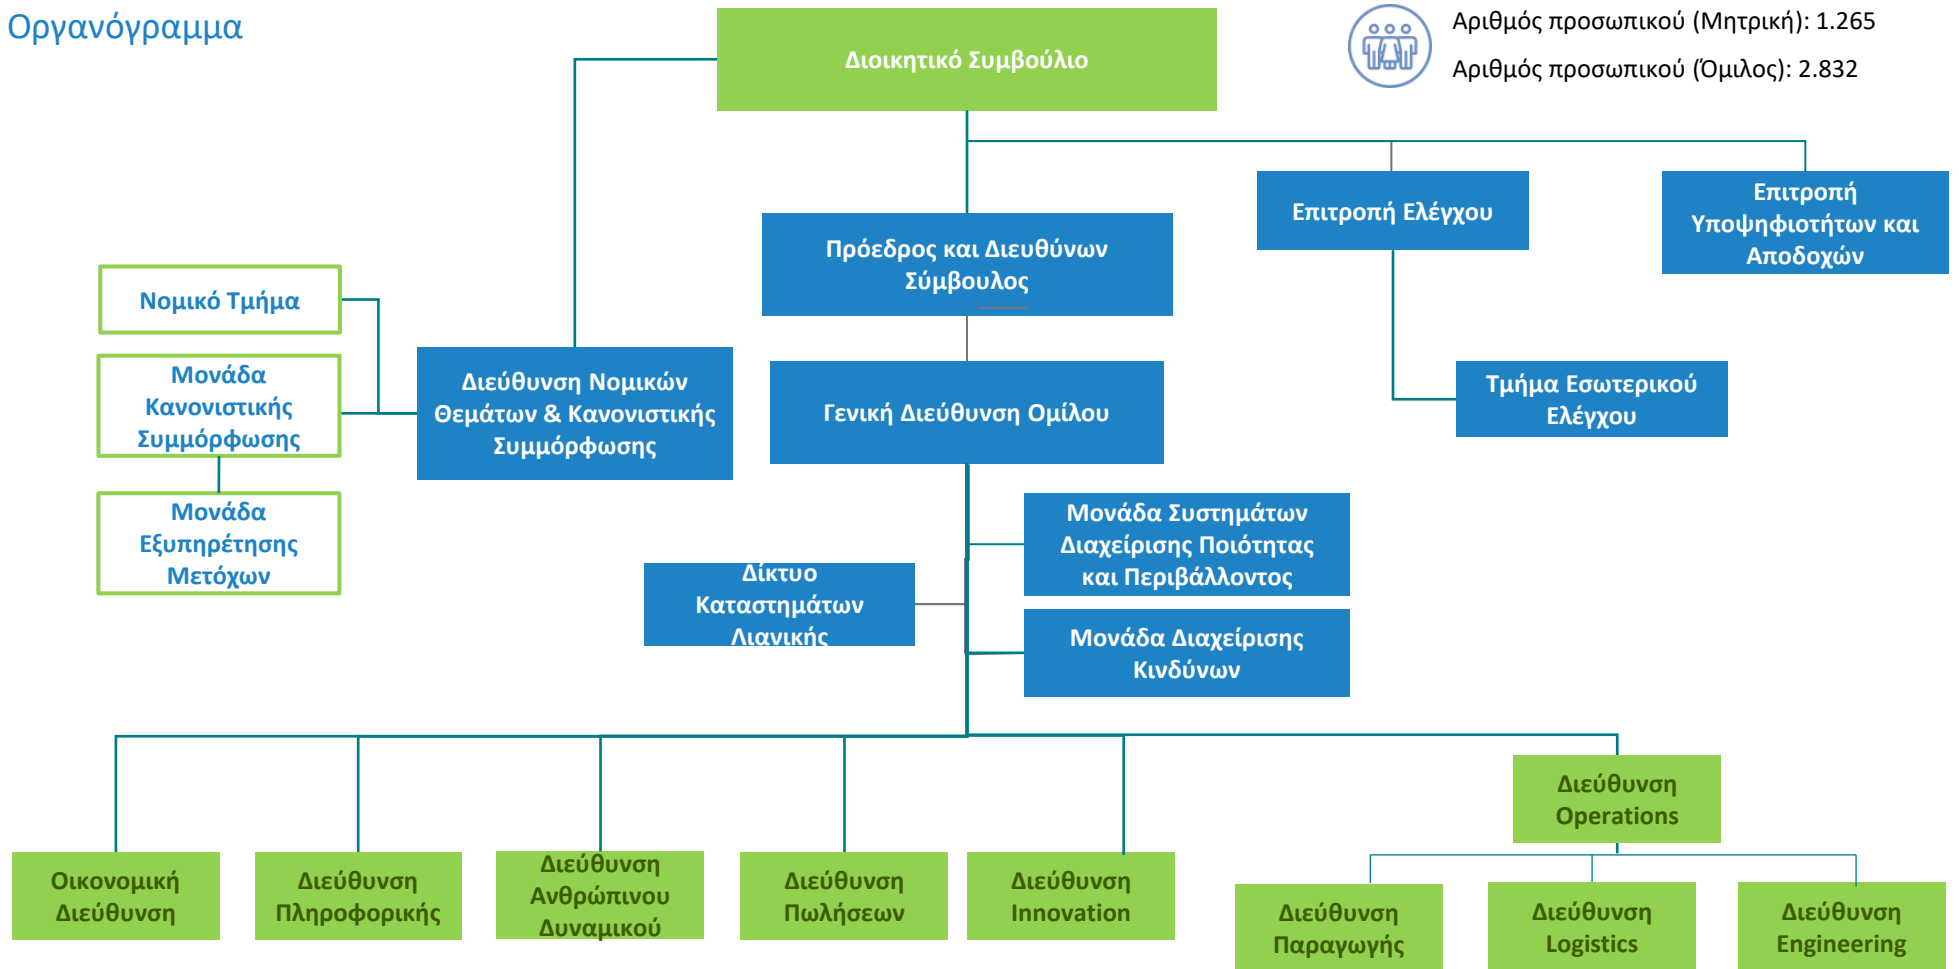 Οργανόγραμμα
Αριθμός προσωπικού (Μητρική): 1.265
Αριθμός προσωπικού (Όμιλος): 2.832
Διοικητικό Συμβούλιο
Επιτροπή Ελέγχου
Επιτροπή
Υποψηφιοτήτων και
Αποδοχών
Πρόεδρος και Διευθύνων
Σύμβουλος
Νομικό Τμήμα
Μονάδα
Κανονιστικής
Συμμόρφωσης
Μονάδα
Εξυπηρέτησης
Μετόχων
Διεύθυνση Νομικών
Θεμάτων & Κανονιστικής
Συμμόρφωσης
Γενική Διεύθυνση Ομίλου
Τμήμα Εσωτερικού
Ελέγχου
Μονάδα Συστημάτων
Διαχείρισης Ποιότητας
και Περιβάλλοντος
Δίκτυο
Καταστημάτων
Λιανικής
Μονάδα Διαχείρισης
Κινδύνων
Διεύθυνση
Operations
Οικονομική
Διεύθυνση
Διεύθυνση
Πληροφορικής
Διεύθυνση
Ανθρώπινου
Δυναμικού
Διεύθυνση
Πωλήσεων
Διεύθυνση
Innovation
Διεύθυνση
Παραγωγής
Διεύθυνση
Logistics
Διεύθυνση
Engineering